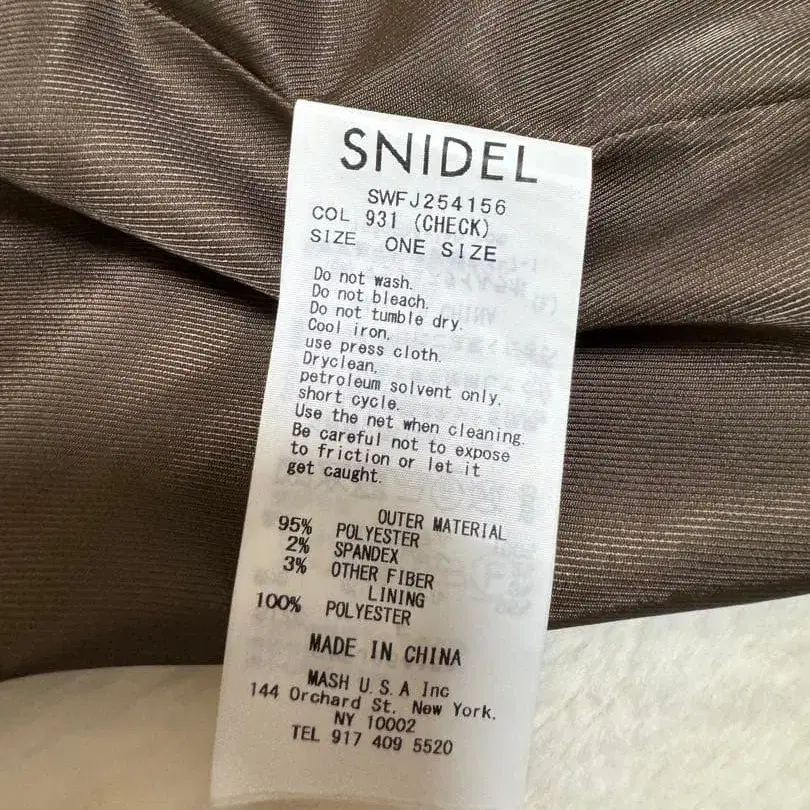 SNIDEL
SWFJ254156
COL 931 (CHECK)
SIZE ONE SIZE
Do not wash.
Do not bleach.
Do not tumble dry.
Cool iron.
use press cloth.
Dryclean.
petroleum solvent only.
short cycle.
Use the net when cleaning.
Be careful not to expose
to friction or let it
get caught.
OUTER MATERIAL
95% POLYESTER
2% SPANDEX
3% OTHER FIBER
LINING
100% POLYESTER
MADE IN CHINA
MASH U.S.A Inc
144 Orchard St. New York.
NY 10002
TEL 917 409 5520